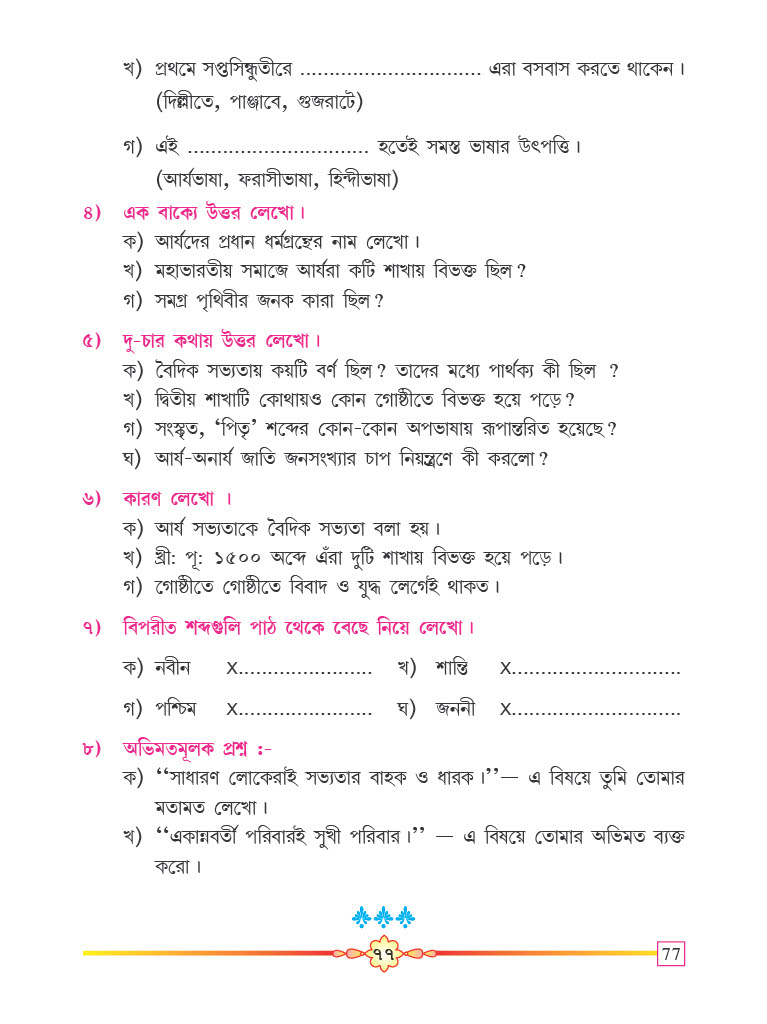 খ) প্রথমে সপ্তসিন্ধুতীরে ............................... এরা বসবাস করতে থাকেন।
(দিল্লীতে, পাঞ্জাবে, গুজরাটে)
গ) এই ............................... হতেই সমস্ত ভাষার উৎপত্তি।
(আর্যভাষা, ফরাসীভাষা, হিন্দীভাষা)
৪) এক বাক্যে উত্তর লেখো।
ক) আর্যদের প্রধান ধর্মগ্রন্থের নাম লেখো।
খ) মহাভারতীয় সমাজে আর্যরা কটি শাখায় বিভক্ত ছিল?
গ) সমগ্র পৃথিবীর জনক কারা ছিল?
৫) দু-চার কথায় উত্তর লেখো।
ক) বৈদিক সভ্যতায় কয়টি বর্ণ ছিল? তাদের মধ্যে পার্থক্য কী ছিল ?
খ) দ্বিতীয় শাখাটি কোথায়ও কোন গোষ্ঠীতে বিভক্ত হয়ে পড়ে?
গ) সংস্কৃত, ‘পিতৃ’ শব্দের কোন-কোন অপভাষায় রূপান্তরিত হয়েছে?
ঘ) আর্য-অনার্য জাতি জনসংখ্যার চাপ নিয়ন্ত্রণে কী করলো?
৬) কারণ লেখো ।
ক) আর্য সভ্যতাকে বৈদিক সভ্যতা বলা হয়।
খ) খ্রী: পূ: ১৫০০ অব্দে এঁরা দুটি শাখায় বিভক্ত হয়ে পড়ে।
গ) গোষ্ঠীতে গোষ্ঠীতে বিবাদ ও যুদ্ধ লেগেই থাকত।
৭) বিপরীত শব্দগুলি পাঠ থেকে বেছে নিয়ে লেখো।
ক) নবীন x....................... খ) শান্তি x.............................
গ) পশ্চিম x....................... ঘ) জননী x.............................
৮) অভিমতমূলক প্রশ্ন :-
ক) ‘‘সাধারণ লোকেরাই সভ্যতার বাহক ও ধারক।’’— এ বিষয়ে তুমি তোমার
মতামত লেখো।
খ) ‘‘একান্নবর্তী পরিবারই সুখী পরিবার।’’ — এ বিষয়ে তোমার অভিমত ব্যক্ত
করো।
৭৭ 77